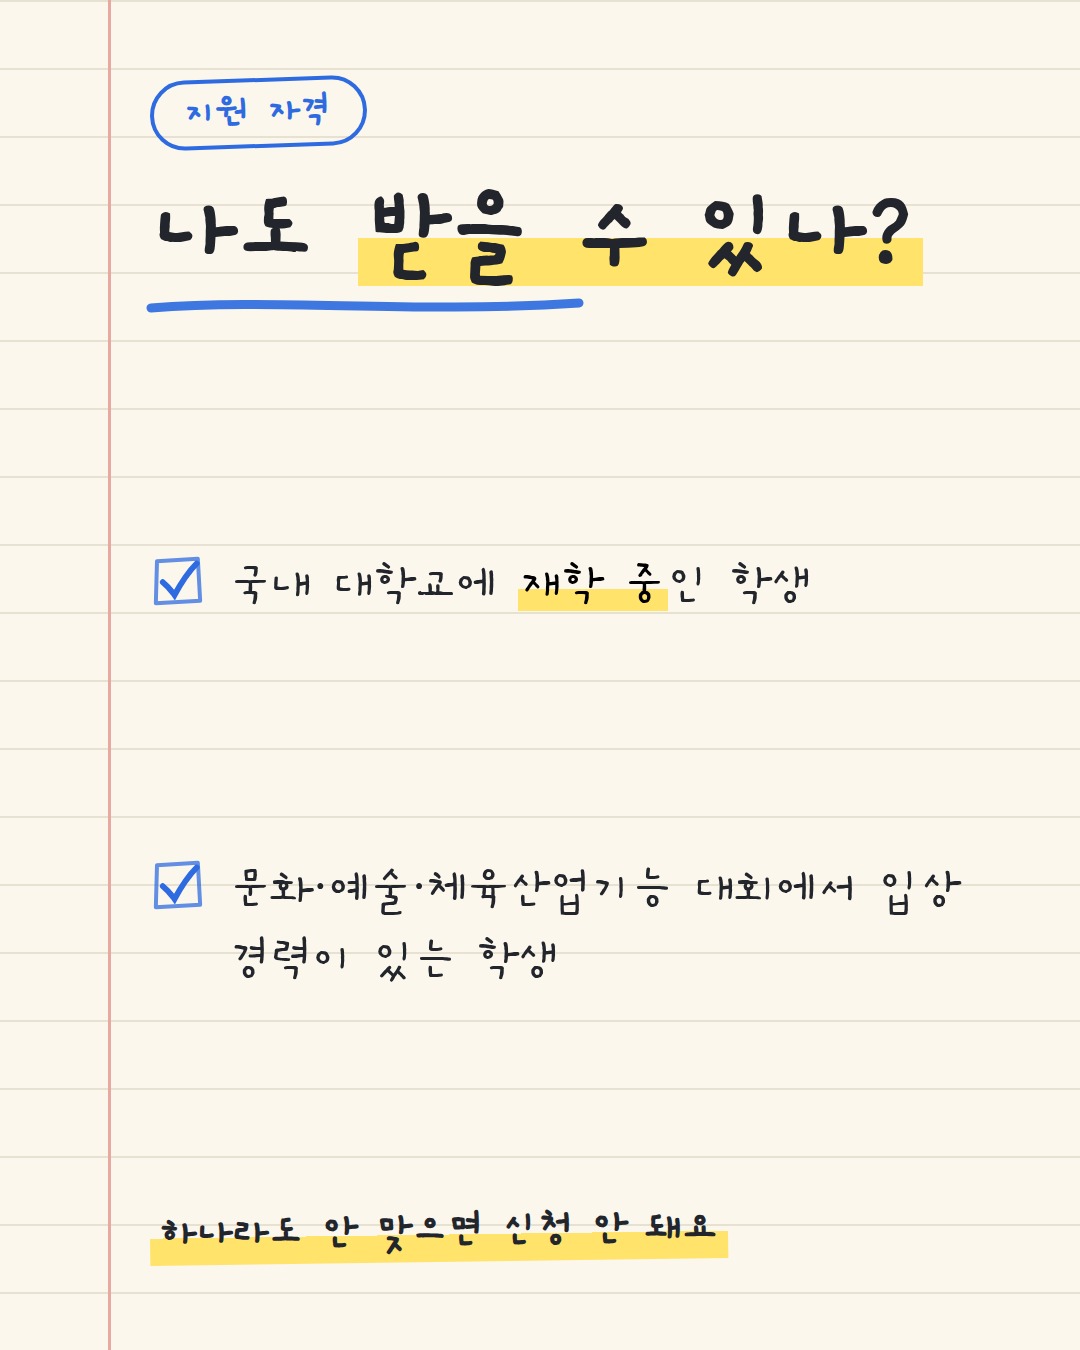 지원 자격
나도 받을 수 있나?
국내 대학교에 재학 중인 학생
문화·예술·체육산업기능 대회에서 입상
경력이 있는 학생
하나라도 안 맞으면 신청 안 돼요